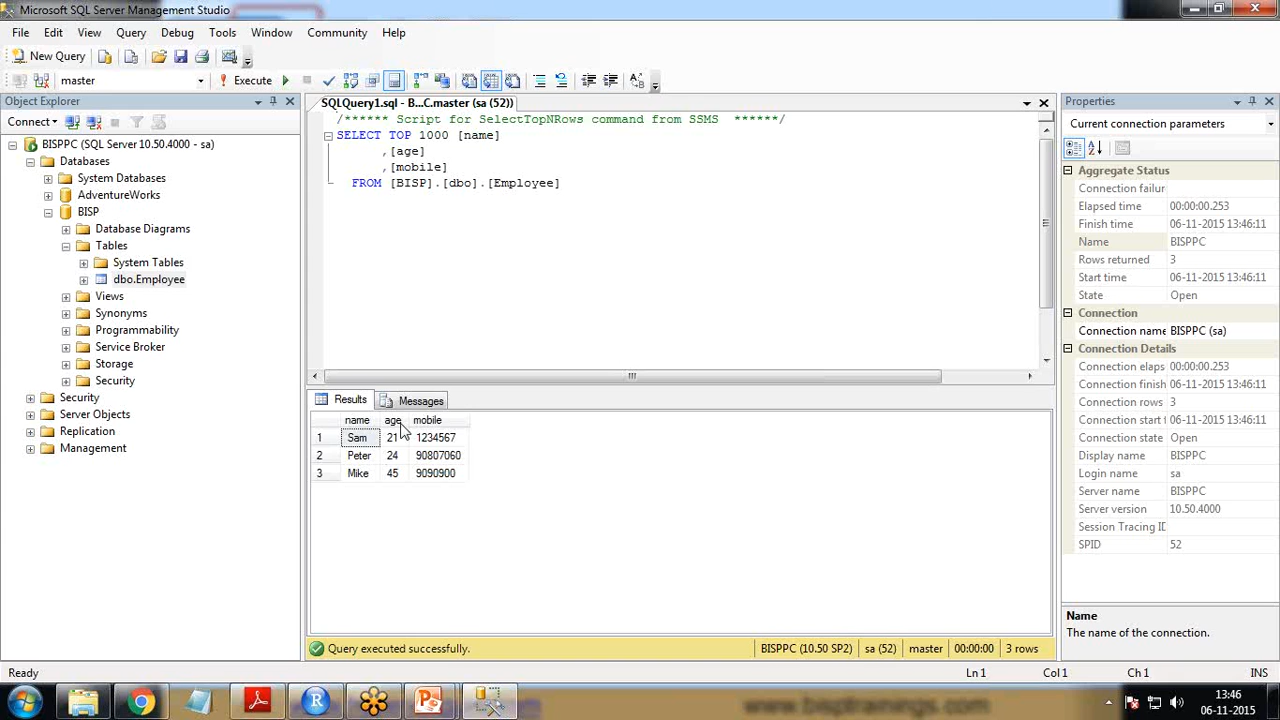 Microsoft SQL Server Management Studio
File Edit View Query Debug Tools Window Community Help
New Query
master Execute
Object Explorer
Connect
BISPPC (SQL Server 10.50.4000 - sa)
Databases
System Databases
AdventureWorks
BISP
Database Diagrams
Tables
System Tables
dbo.Employee
Views
Synonyms
Programmability
Service Broker
Storage
Security
Security
Server Objects
Replication
Management
SQLQuery1.sql - B...C.master (sa (52))
/****** Script for SelectTopNRows command from SSMS ******/
SELECT TOP 1000 [name]
,[age]
,[mobile]
FROM [BISP].[dbo].[Employee]
Results Messages
name age mobile
1 Sam 21 1234567
2 Peter 24 90807060
3 Mike 45 9090900
Query executed successfully. BISPPC (10.50 SP2) sa (52) master 00:00:00 3 rows
Properties
Current connection parameters
Aggregate Status
Connection failur
Elapsed time 00:00:00.253
Finish time 06-11-2015 13:46:11
Name BISPPC
Rows returned 3
Start time 06-11-2015 13:46:11
State Open
Connection
Connection name BISPPC (sa)
Connection Details
Connection elaps 00:00:00.253
Connection finish 06-11-2015 13:46:11
Connection rows 3
Connection start t 06-11-2015 13:46:11
Connection state Open
Display name BISPPC
Login name sa
Server name BISPPC
Server version 10.50.4000
Session Tracing ID
SPID 52
Name
The name of the connection.
Ready Ln 1 Col 1 Ch 1 INS
13:46
06-11-2015